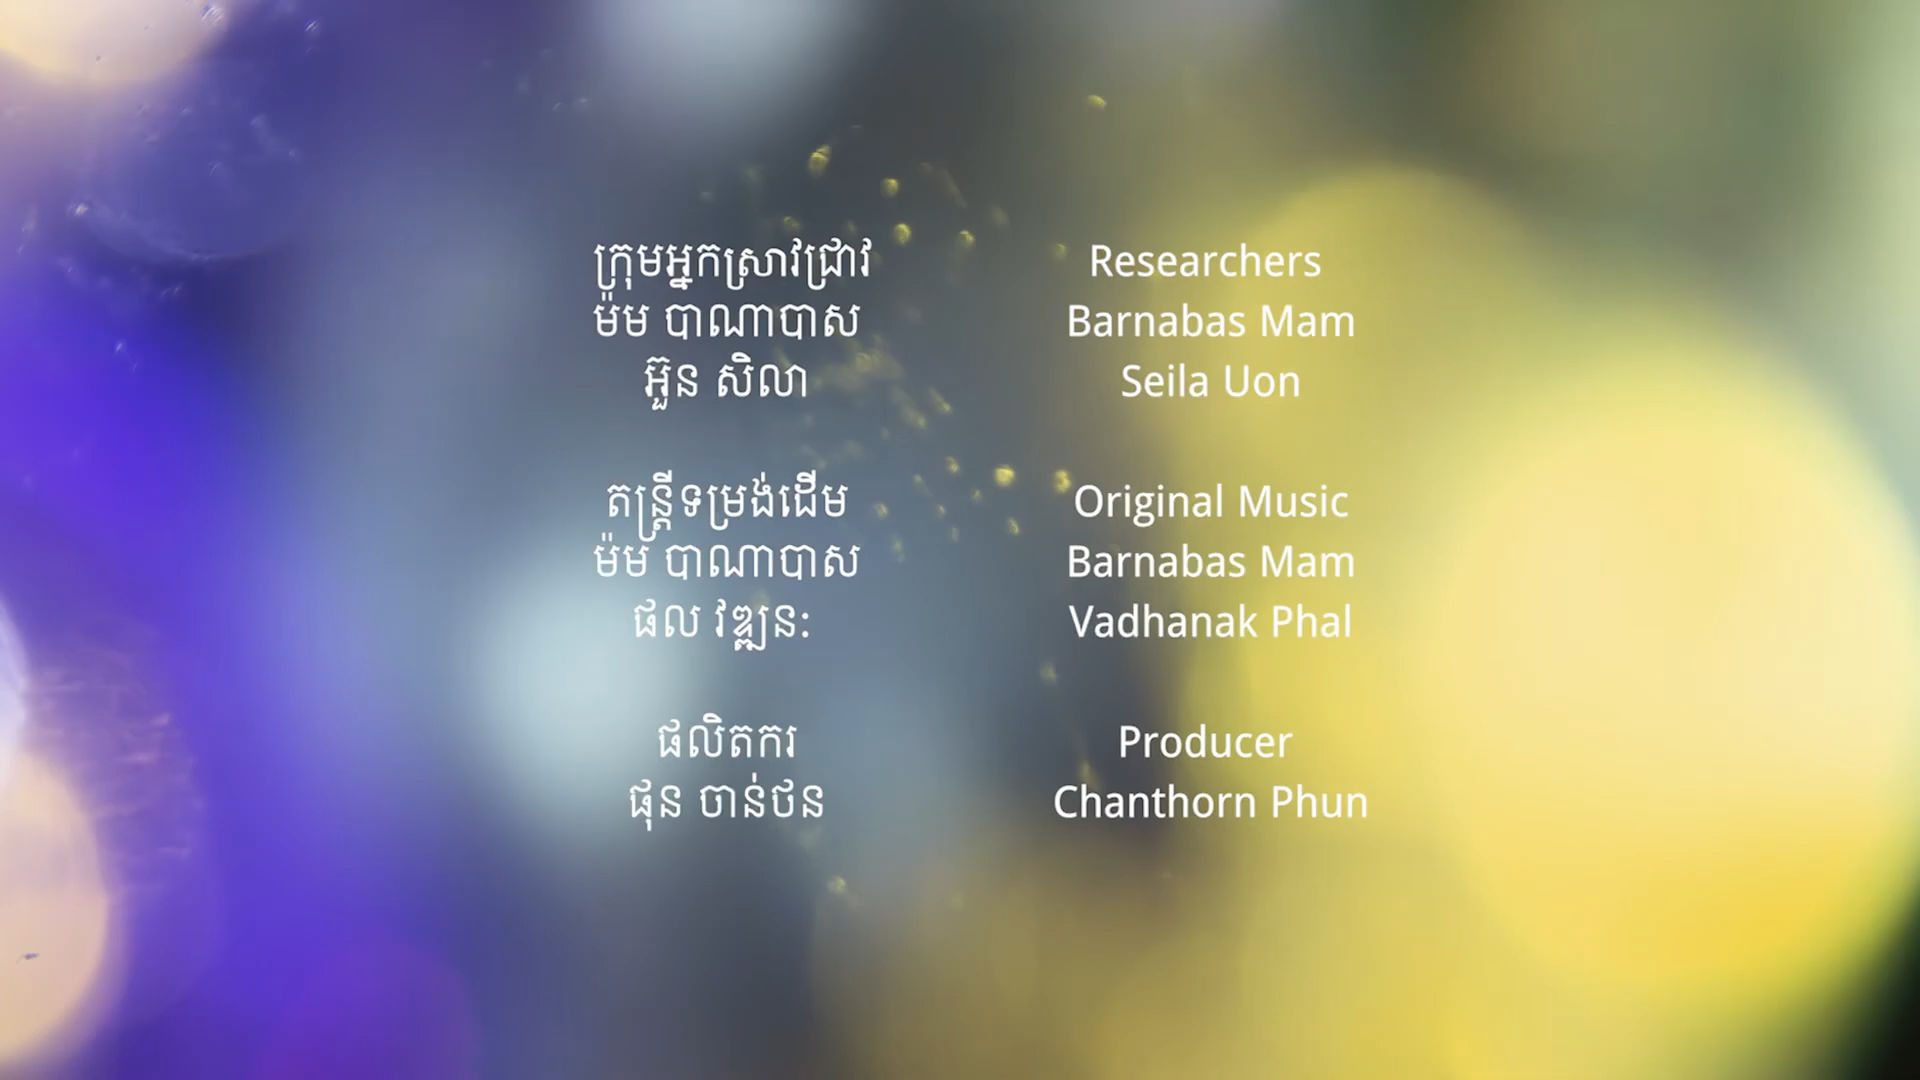 ក្រុមអ្នកស្រាវជ្រាវ
ម៉ម បាណាបាស
អ៊ួន សិលា
តន្ត្រីទម្រង់ដើម
ម៉ម បាណាបាស
ផល វឌ្ឍនៈ
ផលិតករ
ផុន ចាន់ថន
Researchers
Barnabas Mam
Seila Uon
Original Music
Barnabas Mam
Vadhanak Phal
Producer
Chanthorn Phun